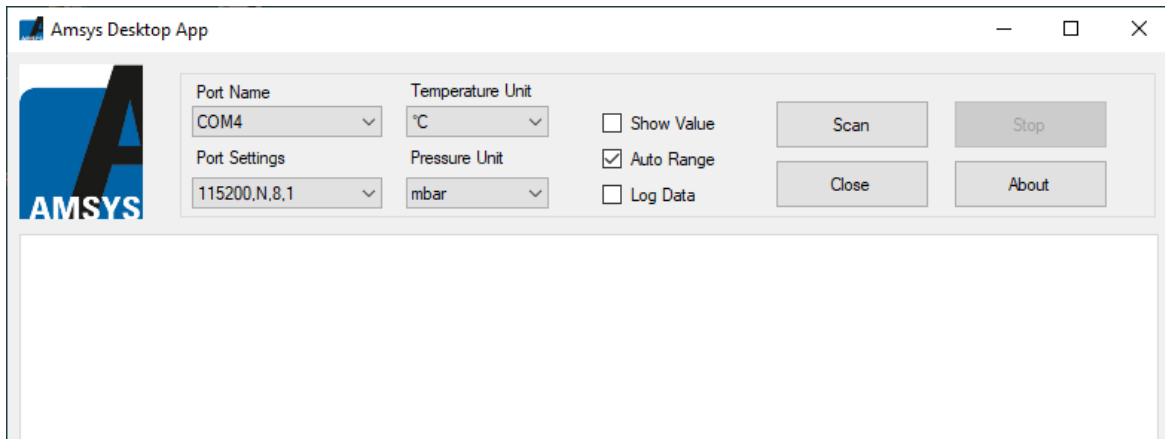 Amsys Desktop App
AMSYS
Port Name
COM4
Port Settings
115200,N,8,1
Temperature Unit
°C
Pressure Unit
mbar
Show Value
Auto Range
Log Data
Scan
Stop
Close
About